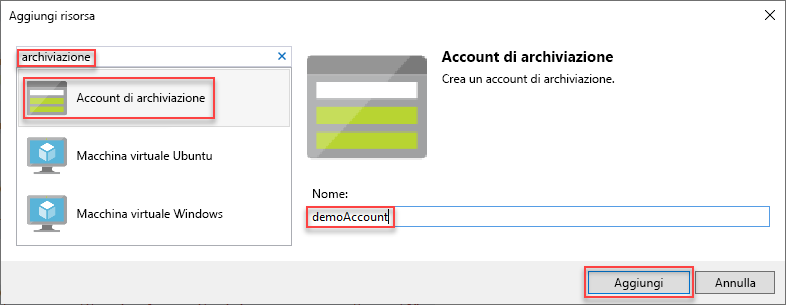 Aggiungi risorsa
archiviazione
Account di archiviazione
Macchina virtuale Ubuntu
Macchina virtuale Windows
Account di archiviazione
Crea un account di archiviazione.
Nome:
demoAccount
Aggiungi
Annulla